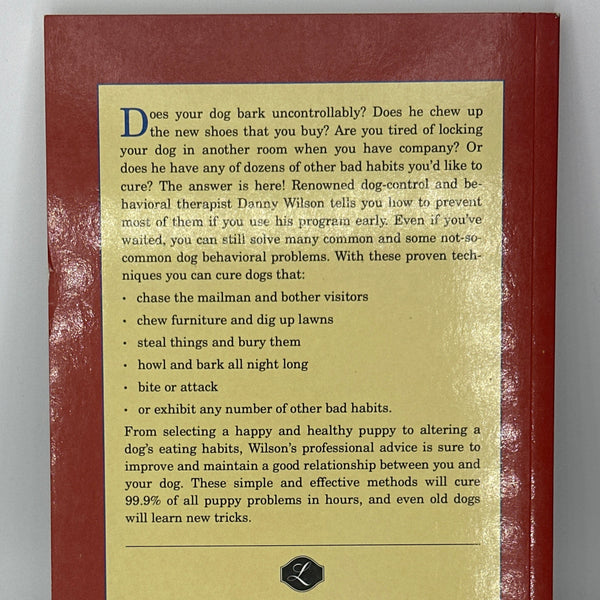 Does your dog bark uncontrollably? Does he chew up
the new shoes that you buy? Are you tired of locking
your dog in another room when you have company? Or
does he have any of dozens of other bad habits you'd like to
cure? The answer is here! Renowned dog-control and be-
havioral therapist Danny Wilson tells you how to prevent
most of them if you use his program early. Even if you've
waited, you can still solve many common and some not-so-
common dog behavioral problems. With these proven tech-
niques you can cure dogs that:
• chase the mailman and bother visitors
• chew furniture and dig up lawns
• steal things and bury them
• howl and bark all night long
• bite or attack
• or exhibit any number of other bad habits.
From selecting a happy and healthy puppy to altering a
dog's eating habits, Wilson's professional advice is sure to
improve and maintain a good relationship between you and
your dog. These simple and effective methods will cure
99.9% of all puppy problems in hours, and even old dogs
will learn new tricks.
L